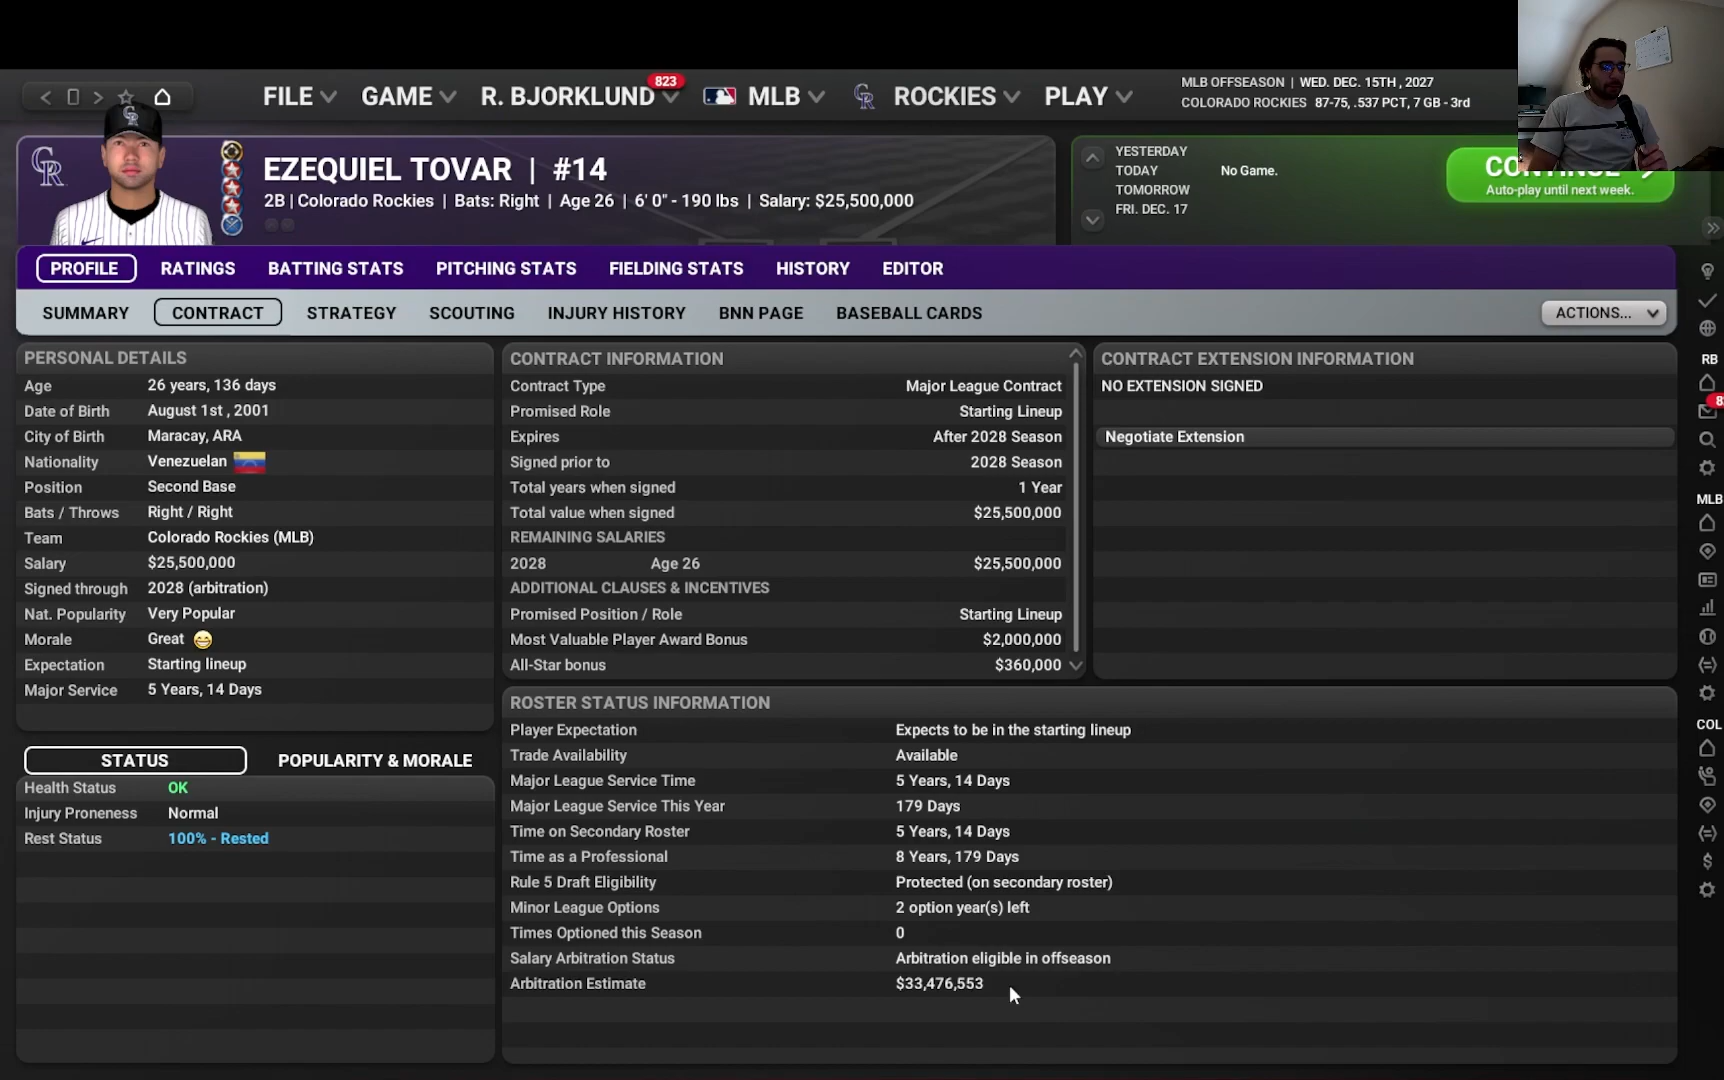 FILE GAME R. BJORKLUND 823 MLB ROCKIES PLAY
MLB OFFSEASON | WED. DEC. 15TH , 2027
COLORADO ROCKIES 87-75, .537 PCT, 7 GB - 3rd
EZEQUIEL TOVAR | #14
2B | Colorado Rockies | Bats: Right | Age 26 | 6' 0" - 190 lbs | Salary: $25,500,000
YESTERDAY
TODAY No Game.
TOMORROW
FRI. DEC. 17
CONTINUE
Auto-play until next week.
PROFILE RATINGS BATTING STATS PITCHING STATS FIELDING STATS HISTORY EDITOR
SUMMARY CONTRACT STRATEGY SCOUTING INJURY HISTORY BNN PAGE BASEBALL CARDS ACTIONS...
PERSONAL DETAILS
Age 26 years, 136 days
Date of Birth August 1st , 2001
City of Birth Maracay, ARA
Nationality Venezuelan
Position Second Base
Bats / Throws Right / Right
Team Colorado Rockies (MLB)
Salary $25,500,000
Signed through 2028 (arbitration)
Nat. Popularity Very Popular
Morale Great
Expectation Starting lineup
Major Service 5 Years, 14 Days
STATUS POPULARITY & MORALE
Health Status OK
Injury Proneness Normal
Rest Status 100% - Rested
CONTRACT INFORMATION
Contract Type Major League Contract
Promised Role Starting Lineup
Expires After 2028 Season
Signed prior to 2028 Season
Total years when signed 1 Year
Total value when signed $25,500,000
REMAINING SALARIES
2028 Age 26 $25,500,000
ADDITIONAL CLAUSES & INCENTIVES
Promised Position / Role Starting Lineup
Most Valuable Player Award Bonus $2,000,000
All-Star bonus $360,000
CONTRACT EXTENSION INFORMATION
NO EXTENSION SIGNED
Negotiate Extension
ROSTER STATUS INFORMATION
Player Expectation Expects to be in the starting lineup
Trade Availability Available
Major League Service Time 5 Years, 14 Days
Major League Service This Year 179 Days
Time on Secondary Roster 5 Years, 14 Days
Time as a Professional 8 Years, 179 Days
Rule 5 Draft Eligibility Protected (on secondary roster)
Minor League Options 2 option year(s) left
Times Optioned this Season 0
Salary Arbitration Status Arbitration eligible in offseason
Arbitration Estimate $33,476,553
RB
MLB
COL